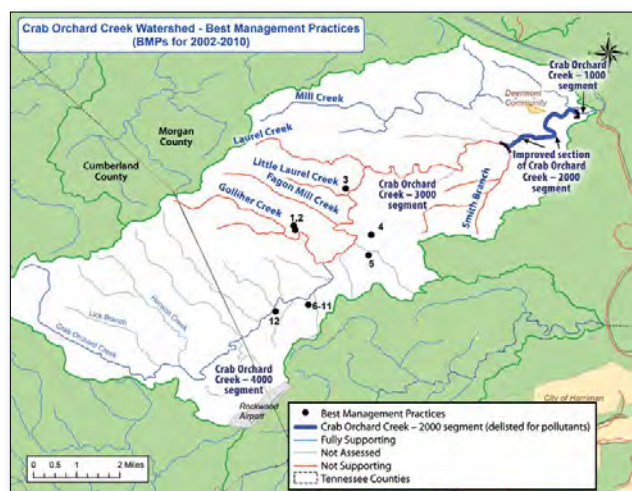 Crab Orchard Creek Watershed - Best Management Practices
(BMPs for 2002-2010)
Crab Orchard
Creek – 1000
segment
Deermont
Community
Mill Creek
Morgan
County
Laurel Creek
Cumberland
County
Improved section
of Crab Orchard
Creek – 2000
segment
Little Laurel Creek
3
Crab Orchard
Creek – 3000
segment
Fagon Mill Creek
Smith Branch
Golliher Creek
1,2
4
5
6-11
12
Lick Branch
Crab Orchard Creek
Crab Orchard
Creek – 4000
segment
Rockwood
Airport
City of Harriman
Best Management Practices
Crab Orchard Creek – 2000 segment (delisted for pollutants)
Fully Supporting
Not Assessed
Not Supporting
Tennessee Counties
0 0.5 1 2 Miles